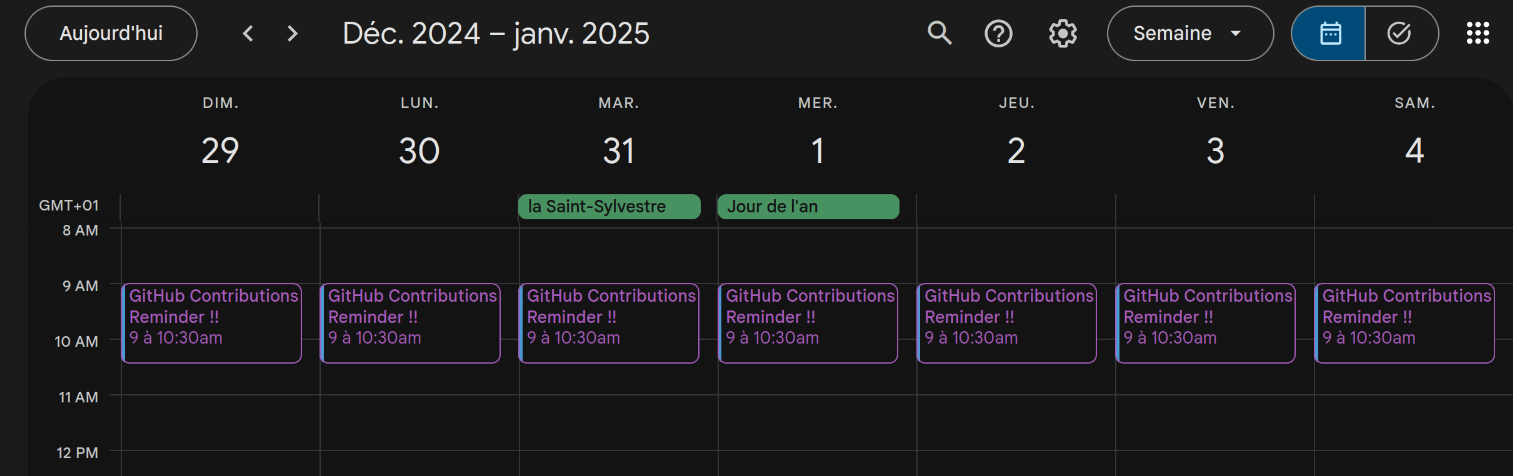 Aujourd'hui
Déc. 2024 – janv. 2025
Semaine
DIM. LUN. MAR. MER. JEU. VEN. SAM.
29 30 31 1 2 3 4
GMT+01
la Saint-Sylvestre
Jour de l'an
8 AM
9 AM
GitHub Contributions
Reminder !!
9 à 10:30am
GitHub Contributions
Reminder !!
9 à 10:30am
GitHub Contributions
Reminder !!
9 à 10:30am
GitHub Contributions
Reminder !!
9 à 10:30am
GitHub Contributions
Reminder !!
9 à 10:30am
GitHub Contributions
Reminder !!
9 à 10:30am
GitHub Contributions
Reminder !!
9 à 10:30am
10 AM
11 AM
12 PM